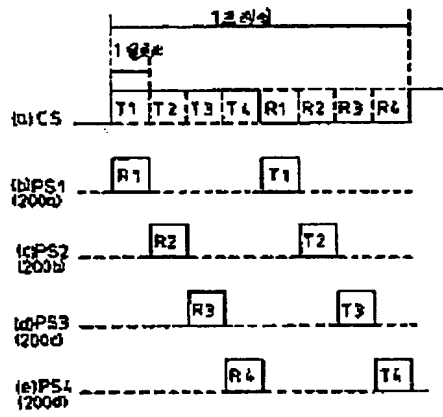 1프레임
1슬롯
(a)CS T1 T2 T3 T4 R1 R2 R3 R4
(b)PS1 R1 T1
(200a)
(c)PS2 R2 T2
(200b)
(d)PS3 R3 T3
(200c)
(e)PS4 R4 T4
(200d)